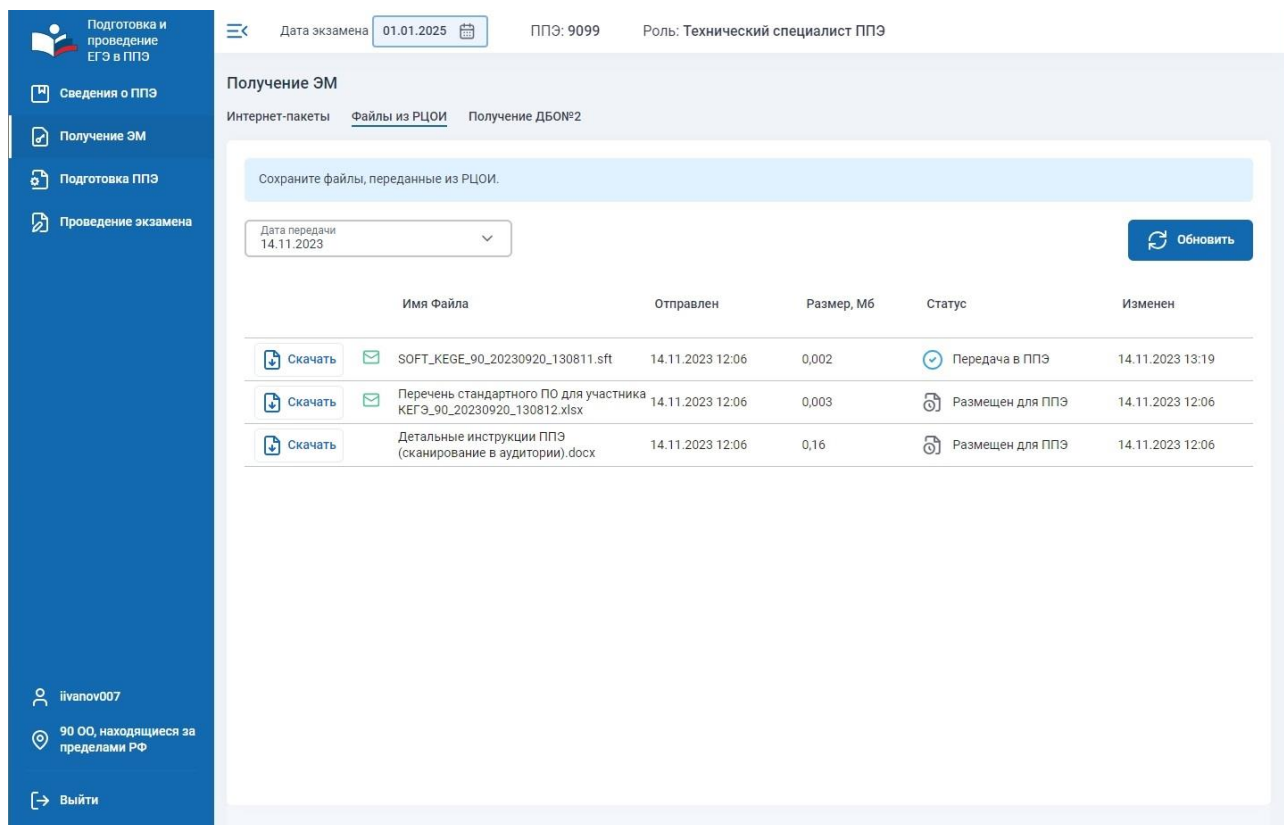 Подготовка и
проведение
ЕГЭ в ППЭ
Сведения о ППЭ
Получение ЭМ
Подготовка ППЭ
Проведение экзамена
iivanov007
90 ОО, находящиеся за
пределами РФ
Выйти
Дата экзамена 01.01.2025 ППЭ: 9099 Роль: Технический специалист ППЭ
Получение ЭМ
Интернет-пакеты Файлы из РЦОИ Получение ДБО№2
Сохраните файлы, переданные из РЦОИ.
Дата передачи
14.11.2023
Обновить
Имя Файла Отправлен Размер, Мб Статус Изменен
Скачать SOFT_KEGE_90_20230920_130811.sft 14.11.2023 12:06 0,002 Передача в ППЭ 14.11.2023 13:19
Перечень стандартного ПО для участника
Скачать КЕГЭ_90_20230920_130812.xlsx 14.11.2023 12:06 0,003 Размещен для ППЭ 14.11.2023 12:06
Детальные инструкции ППЭ
Скачать (сканирование в аудитории).docx 14.11.2023 12:06 0,16 Размещен для ППЭ 14.11.2023 12:06